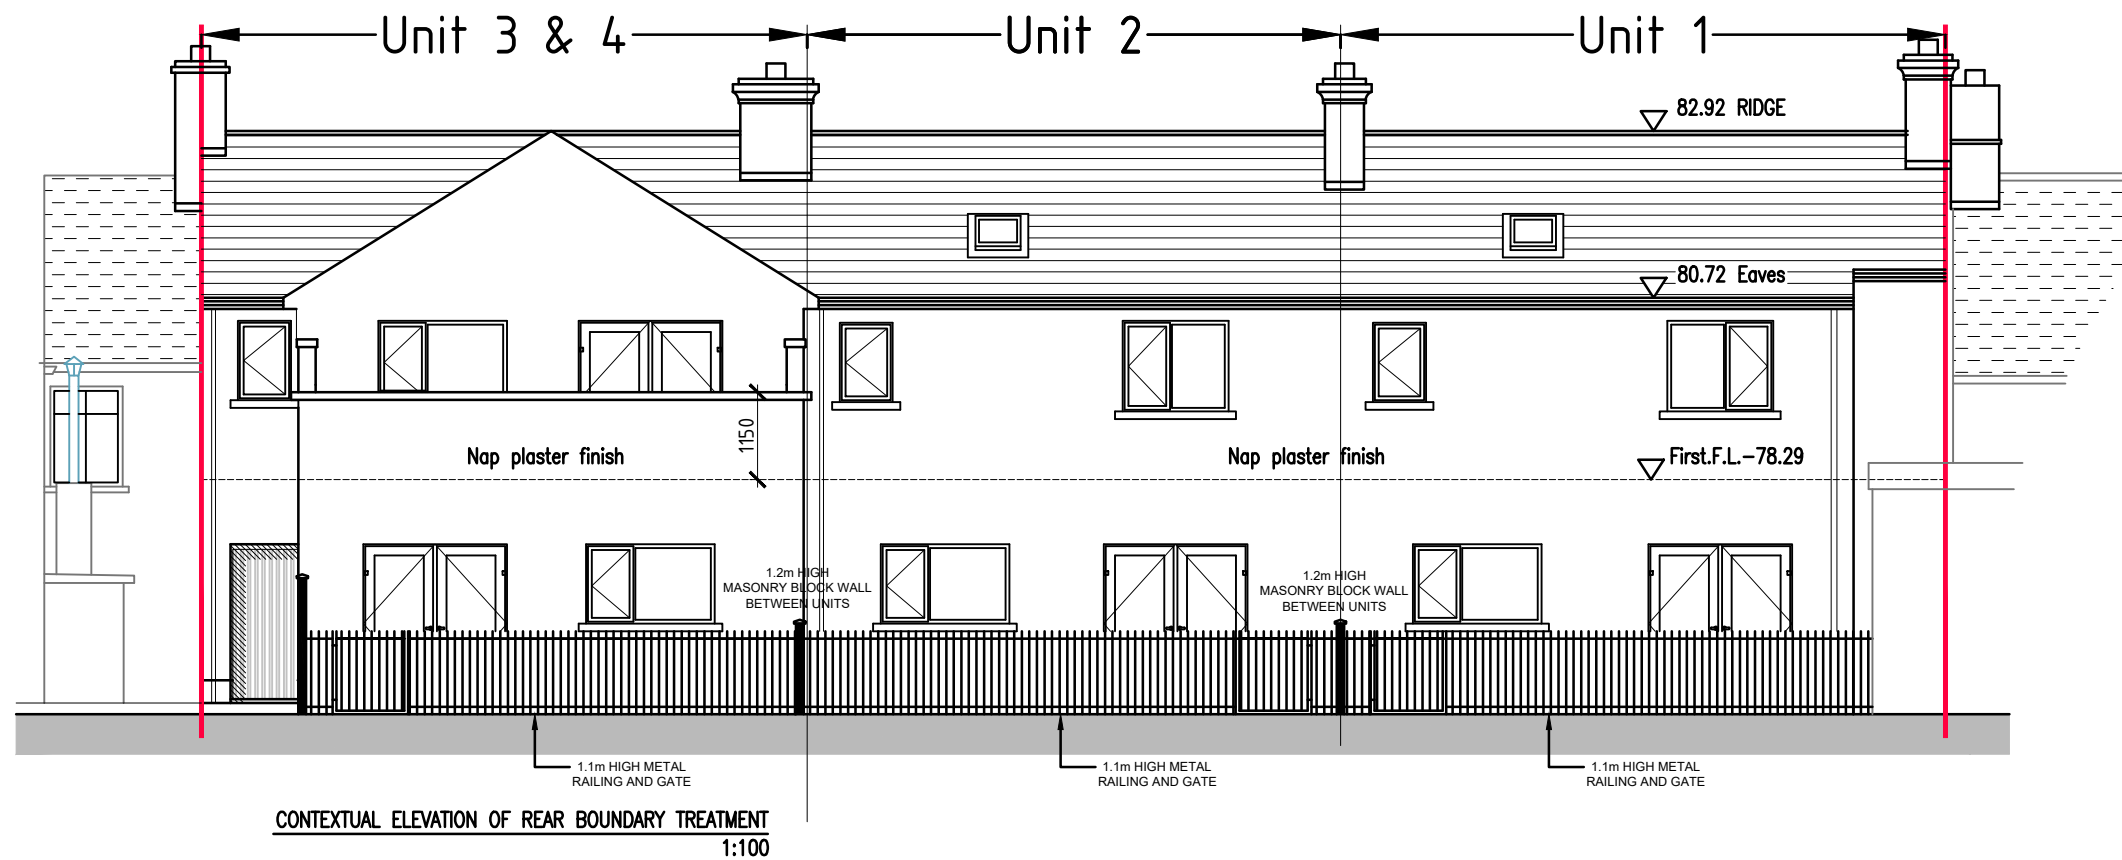 Unit 3 & 4
Unit 2
Unit 1
82.92 RIDGE
80.72 Eaves
1150
Nap plaster finish
Nap plaster finish
First.F.L.-78.29
1.2m HIGH
MASONRY BLOCK WALL
BETWEEN UNITS
1.2m HIGH
MASONRY BLOCK WALL
BETWEEN UNITS
1.1m HIGH METAL
RAILING AND GATE
1.1m HIGH METAL
RAILING AND GATE
1.1m HIGH METAL
RAILING AND GATE
CONTEXTUAL ELEVATION OF REAR BOUNDARY TREATMENT
1:100